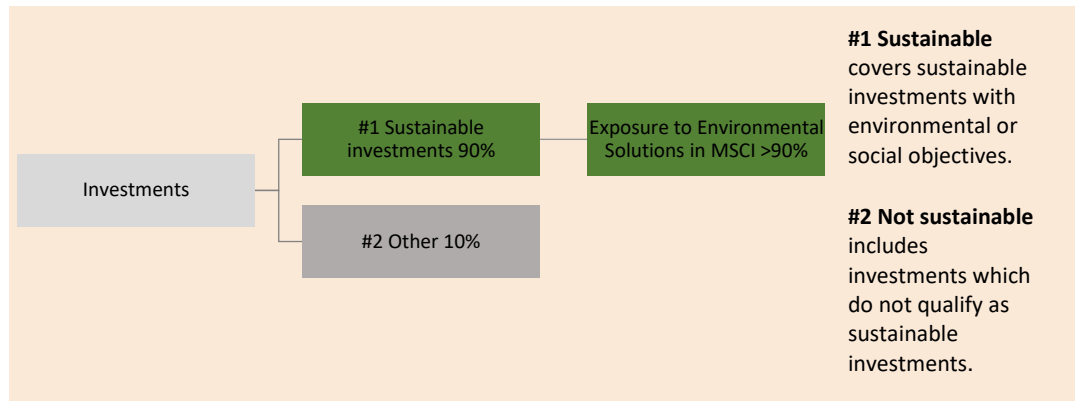 Investments
#1 Sustainable
investments 90%
Exposure to Environmental
Solutions in MSCI >90%
#2 Other 10%
#1 Sustainable
covers sustainable
investments with
environmental or
social objectives.
#2 Not sustainable
includes
investments which
do not qualify as
sustainable
investments.